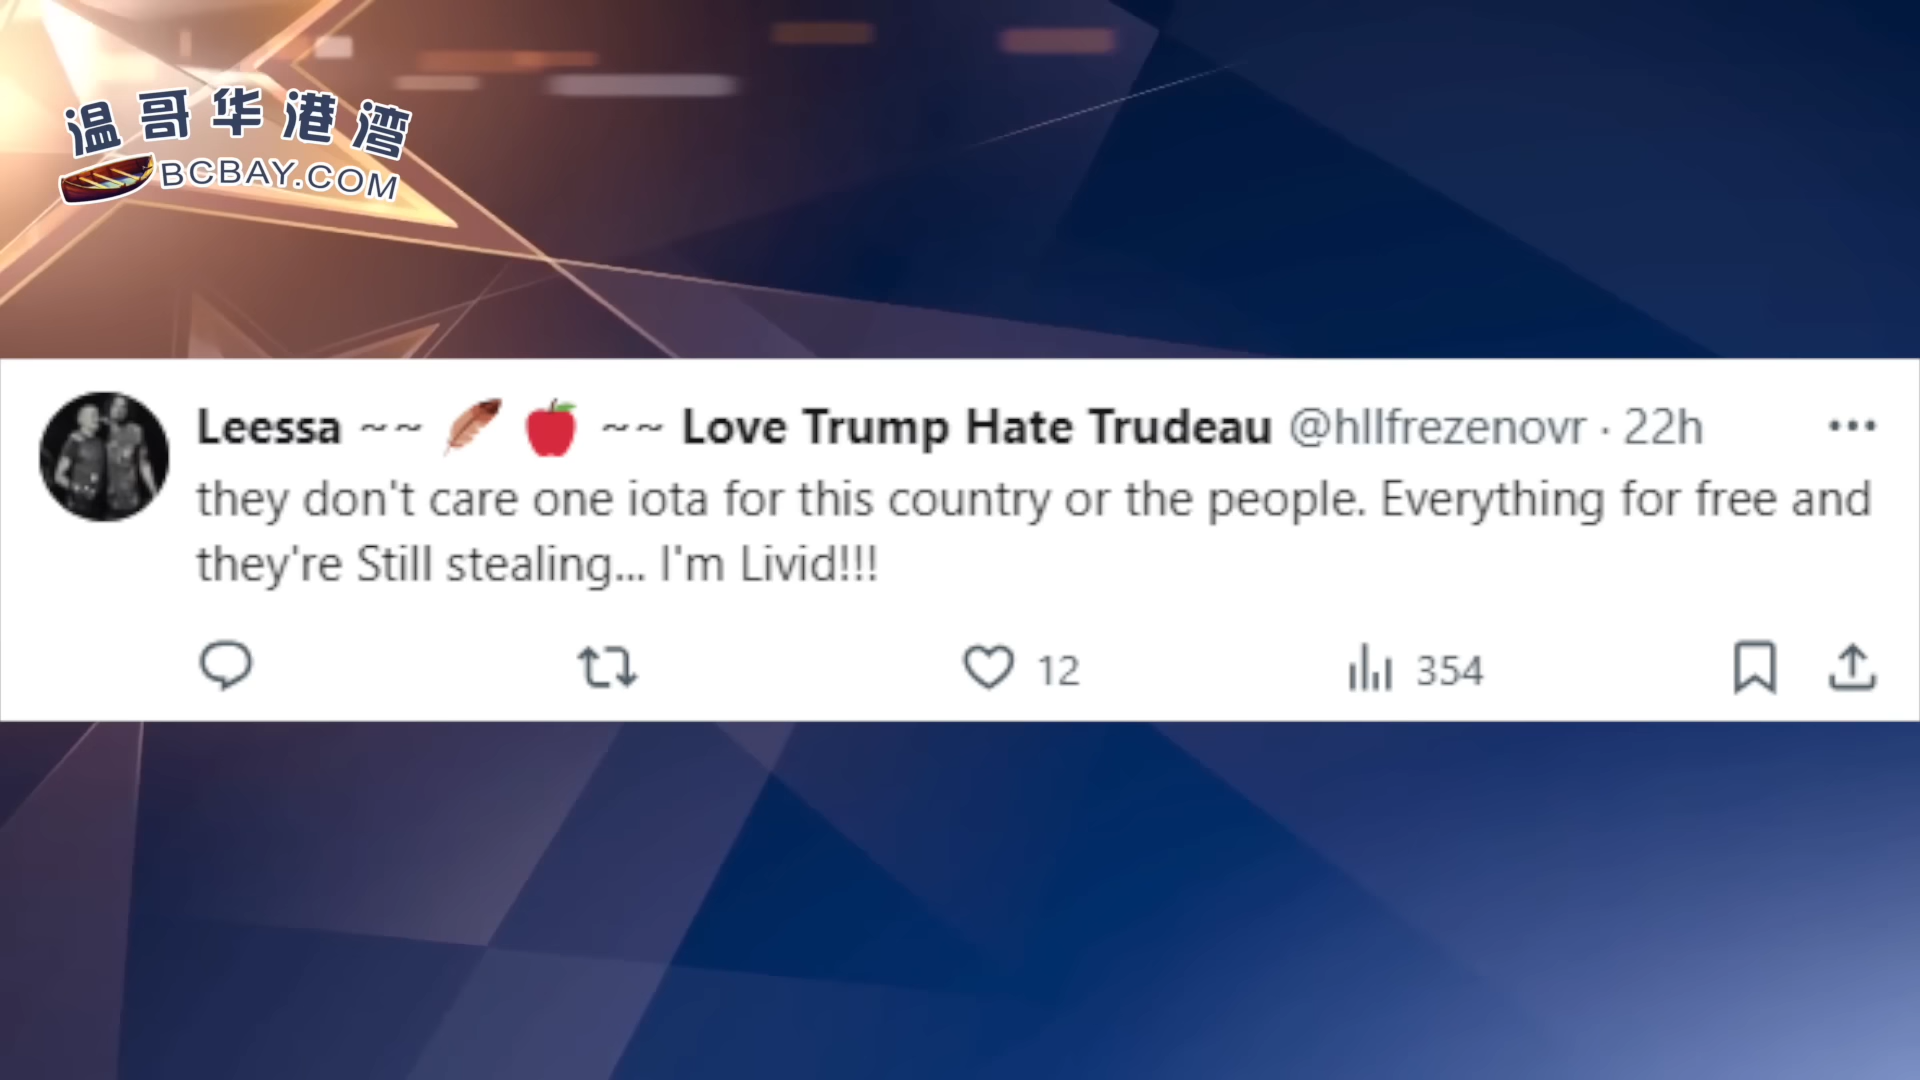 温哥华港湾
BCBAY.COM
Leessa ~~ 🪶 🍎 ~~ Love Trump Hate Trudeau @hllfrezenovr · 22h
they don't care one iota for this country or the people. Everything for free and
they're Still stealing... I'm Livid!!!
12 354